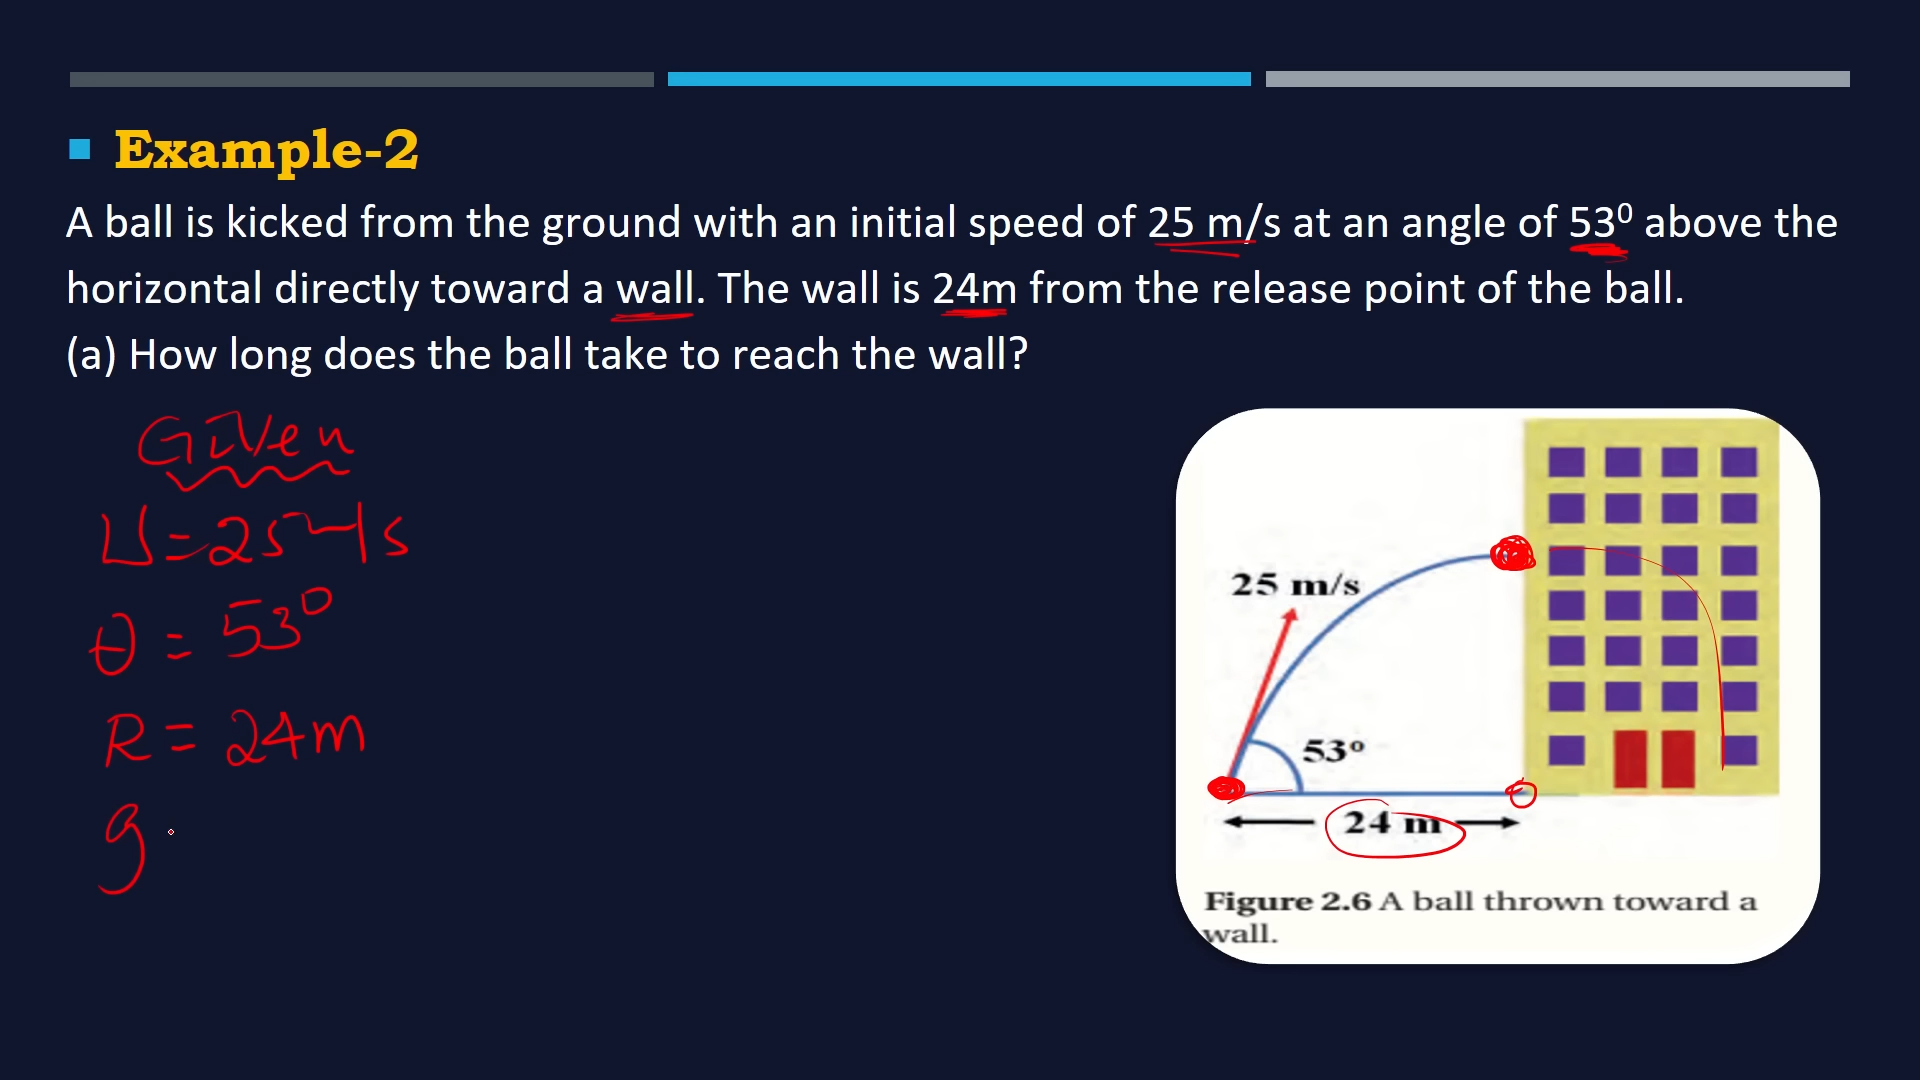 Example-2
A ball is kicked from the ground with an initial speed of 25 m/s at an angle of 53⁰ above the
horizontal directly toward a wall. The wall is 24m from the release point of the ball.
(a) How long does the ball take to reach the wall?
Given
U = 25 m/s
θ = 53⁰
R = 24m
g
25 m/s
53º
24 m
Figure 2.6 A ball thrown toward a
wall.